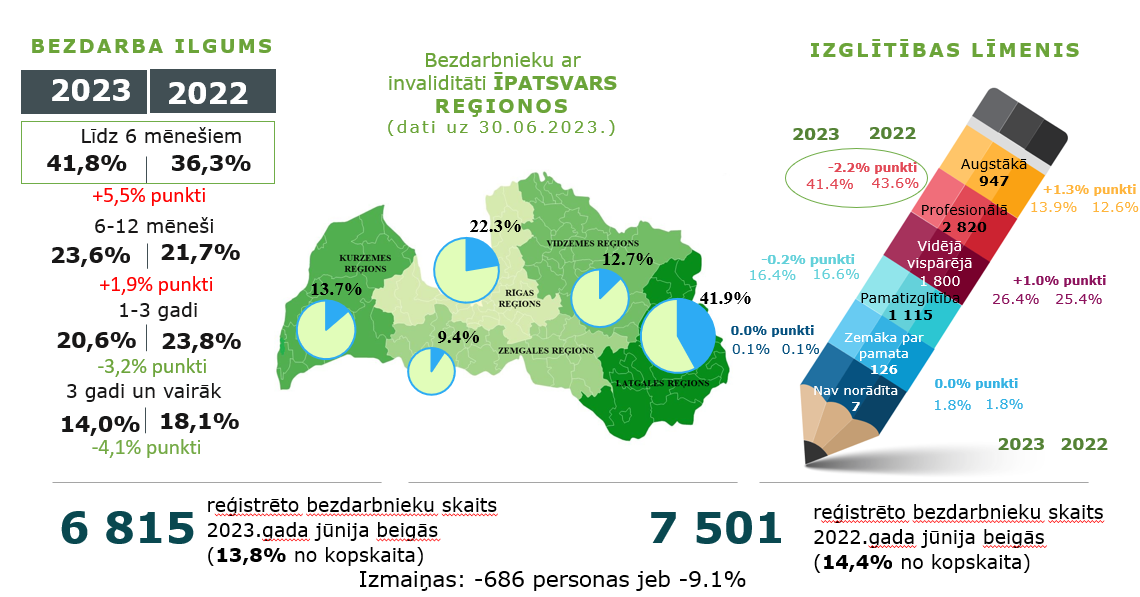 BEZDARBA ILGUMS
2023 2022
Līdz 6 mēnešiem
41,8% 36,3%
+5,5% punkti
6-12 mēneši
23,6% 21,7%
+1,9% punkti
1-3 gadi
20,6% 23,8%
-3,2% punkti
3 gadi un vairāk
14,0% 18,1%
-4,1% punkti
Bezdarbnieku ar
invaliditāti ĪPATSVARS
REĢIONOS
(dati uz 30.06.2023.)
22.3%
KURZEMES
REGIONS
13.7%
VIDZEMES REĢIONS
12.7%
RĪGAS
REGIONS
41.9%
9.4%
ZEMGALES REĢIONS
LATGALES REGIONS
IZGLĪTĪBAS LĪMENIS
2023 2022
-2.2% punkti
41.4% 43.6%
Augstākā
947
+1.3% punkti
13.9% 12.6%
Profesionālā
2 820
Vidējā
vispārējā
1 800
-0.2% punkti
16.4% 16.6%
+1.0% punkti
26.4% 25.4%
Pamatizglītība
1 115
0.0% punkti
0.1% 0.1%
Zemāka par
pamata
126
0.0% punkti
1.8% 1.8%
Nav norādīta
7
2023 2022
6 815
reģistrēto bezdarbnieku skaits
2023.gada jūnija beigās
(13,8% no kopskaita)
7 501
reģistrēto bezdarbnieku skaits
2022.gada jūnija beigās
(14,4% no kopskaita)
Izmaiņas: -686 personas jeb -9.1%